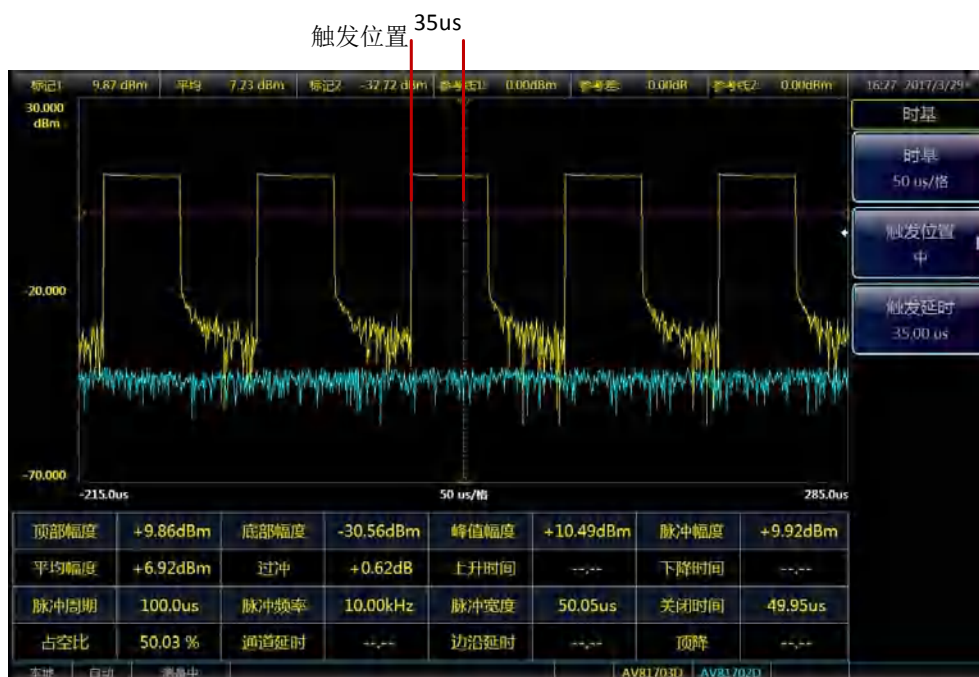 触发位置 35us
标记1 9.87 dBm 平均 7.23 dBm 标记2 -32.72 dBm 参考线1: 0.00dBm 参考差: 0.00dB 参考线2: 0.00dBm 16:27 2017/3/29
30.000
dBm
时基
时基
50 us/格
触发位置
中
-20.000
触发延时
35.00 us
-70.000
-215.0us 50 us/格 285.0us
顶部幅度 +9.86dBm 底部幅度 -30.56dBm 峰值幅度 +10.49dBm 脉冲幅度 +9.92dBm
平均幅度 +6.92dBm 过冲 +0.62dB 上升时间 --.-- 下降时间 --.--
脉冲周期 100.0us 脉冲频率 10.00kHz 脉冲宽度 50.05us 关闭时间 49.95us
占空比 50.03 % 通道延时 --.-- 边沿延时 --.-- 顶降 --.--
本地 自动 测量中 AV81703D AV81702D